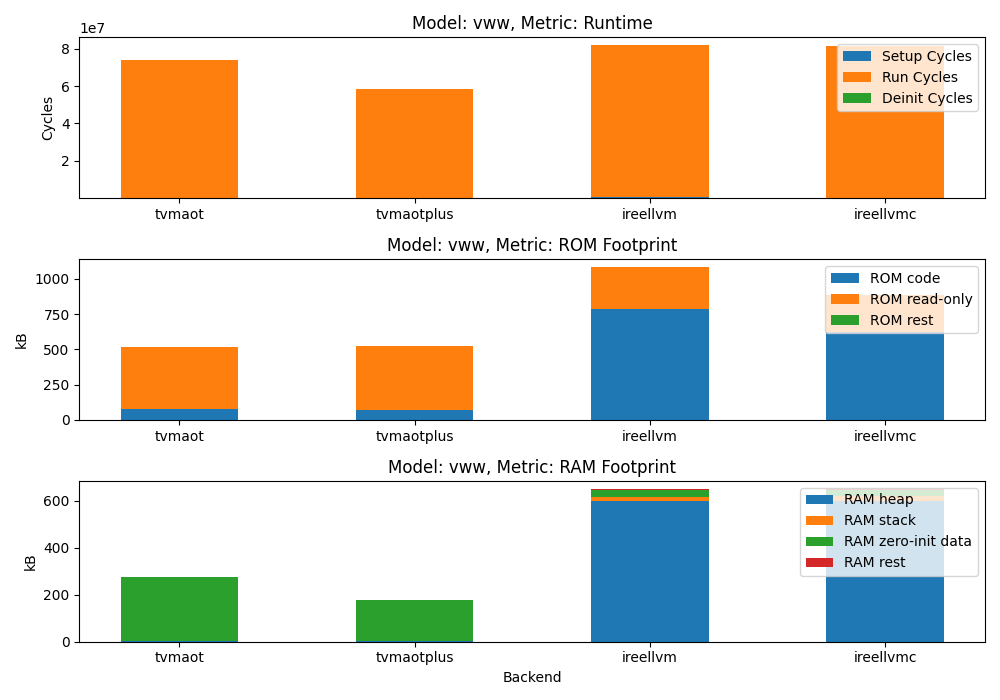 Model: vww, Metric: Runtime
1e7
8
6
4
2
Cycles
Setup Cycles
Run Cycles
Deinit Cycles
tvmaot tvmaotplus ireellvm ireellvmc
Model: vww, Metric: ROM Footprint
1000
750
500
250
0
kB
ROM code
ROM read-only
ROM rest
tvmaot tvmaotplus ireellvm ireellvmc
Model: vww, Metric: RAM Footprint
600
400
200
0
kB
RAM heap
RAM stack
RAM zero-init data
RAM rest
tvmaot tvmaotplus ireellvm ireellvmc
Backend